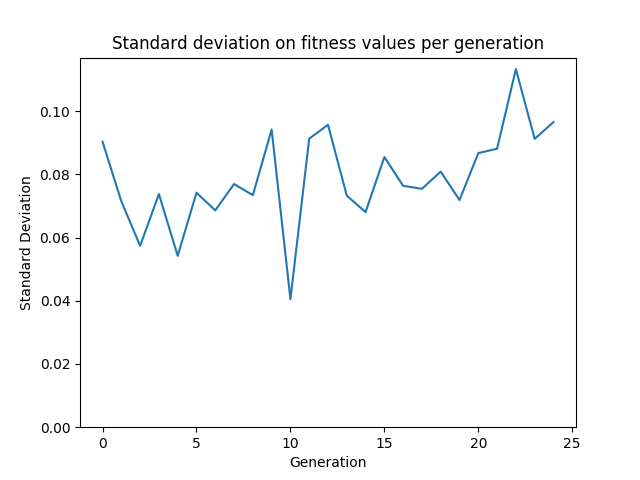 Standard deviation on fitness values per generation
0.10
0.08
0.06
0.04
0.02
0.00
Standard Deviation
0 5 10 15 20 25
Generation